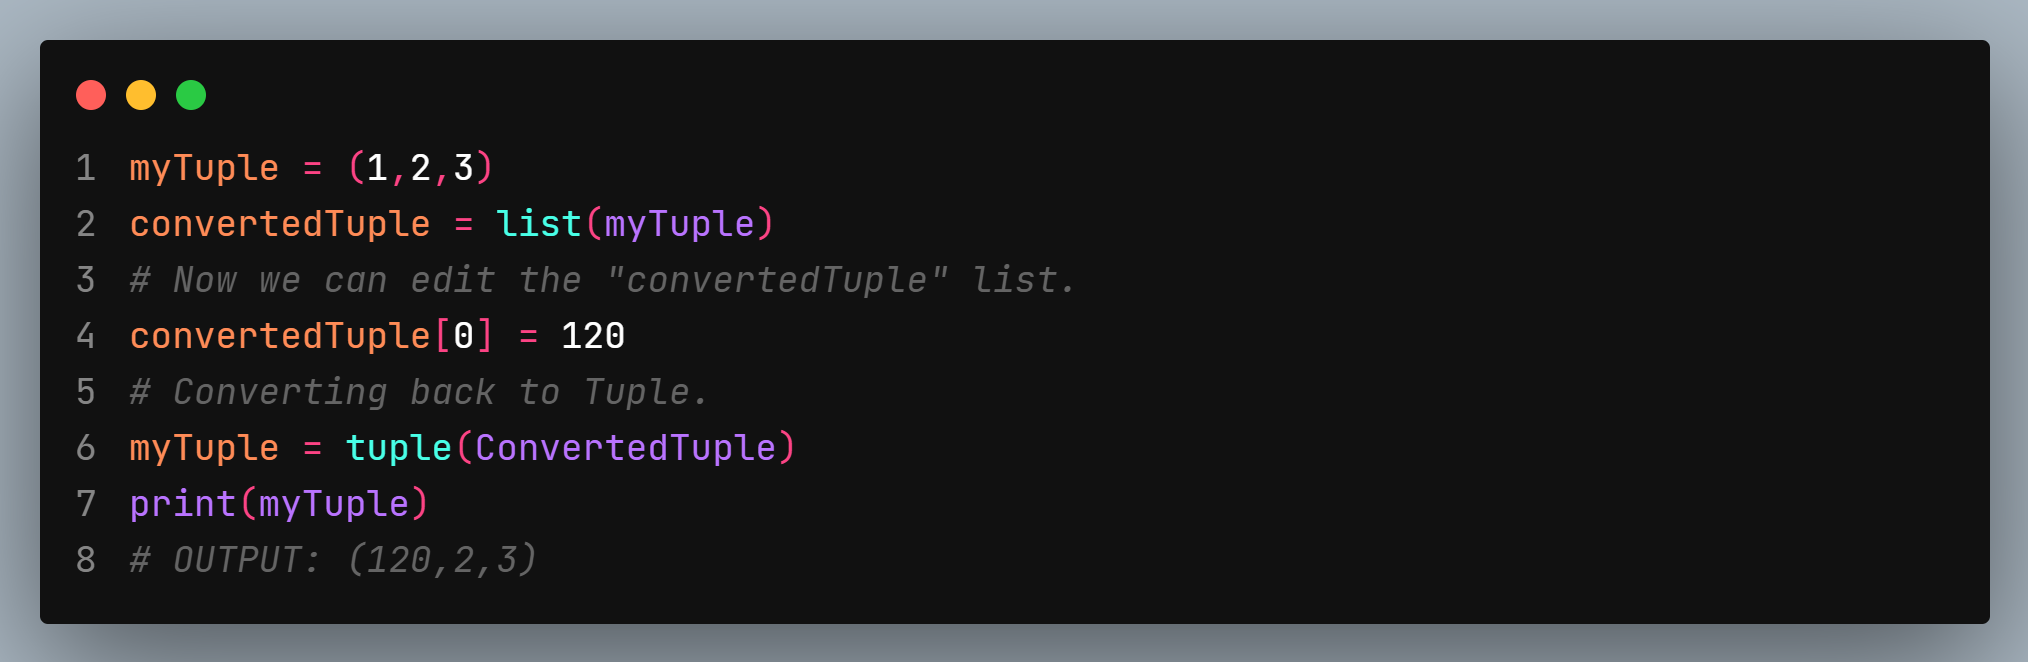 1 myTuple = (1,2,3)
2 convertedTuple = list(myTuple)
3 # Now we can edit the "convertedTuple" list.
4 convertedTuple[0] = 120
5 # Converting back to Tuple.
6 myTuple = tuple(ConvertedTuple)
7 print(myTuple)
8 # OUTPUT: (120,2,3)